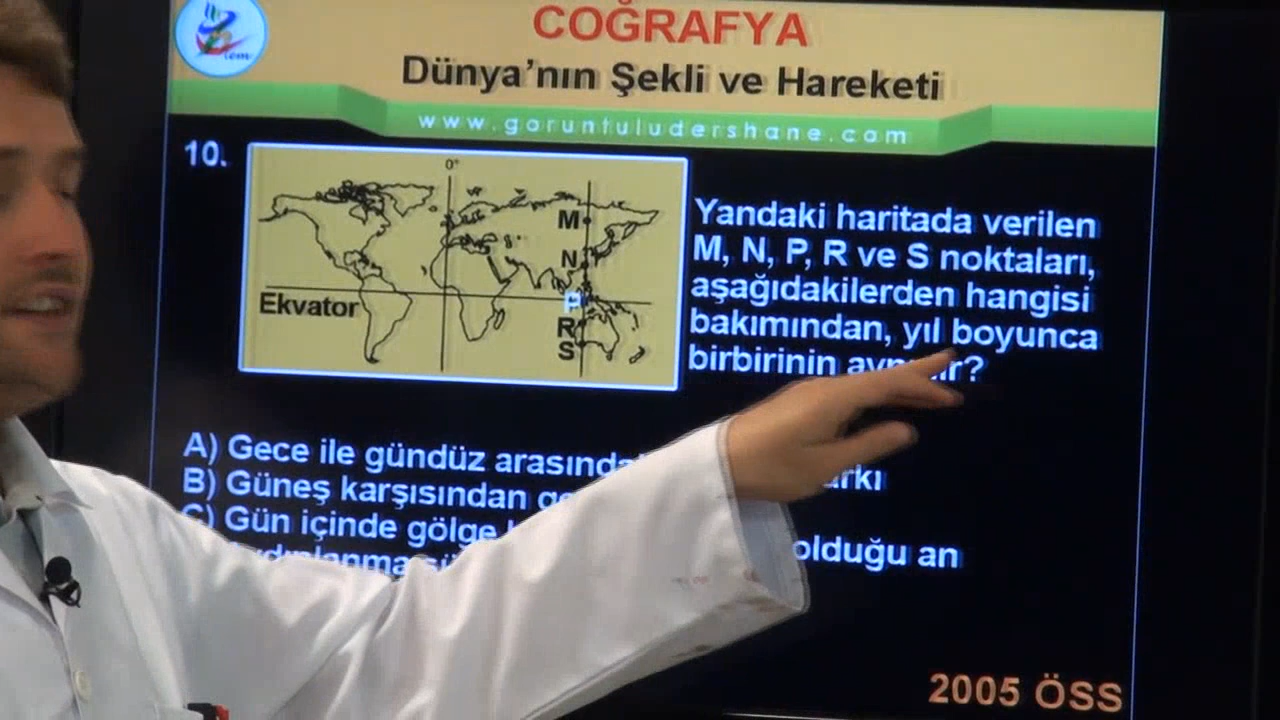 COĞRAFYA
Dünya'nın Şekli ve Hareketi
www.goruntuludershane.com
10.
0°
M
N
Ekvator
P
R
S
Yandaki haritada verilen
M, N, P, R ve S noktaları,
aşağıdakilerden hangisi
bakımından, yıl boyunca
birbirinin
A) Gece ile gündüz
B) Güneş karşısından
C) Gün içinde gölge
olduğu an
2005 ÖSS